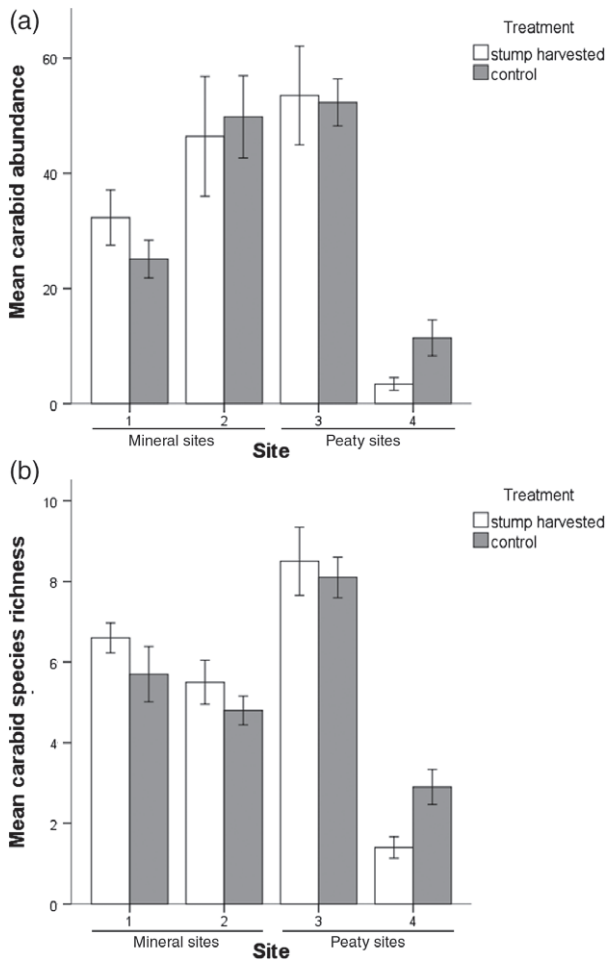 (a)
Treatment
stump harvested
control
Mean carabid abundance
60
40
20
0
1 2 3 4
Mineral sites Peaty sites
Site
(b)
Treatment
stump harvested
control
Mean carabid species richness
10
8
6
4
2
0
1 2 3 4
Mineral sites Peaty sites
Site